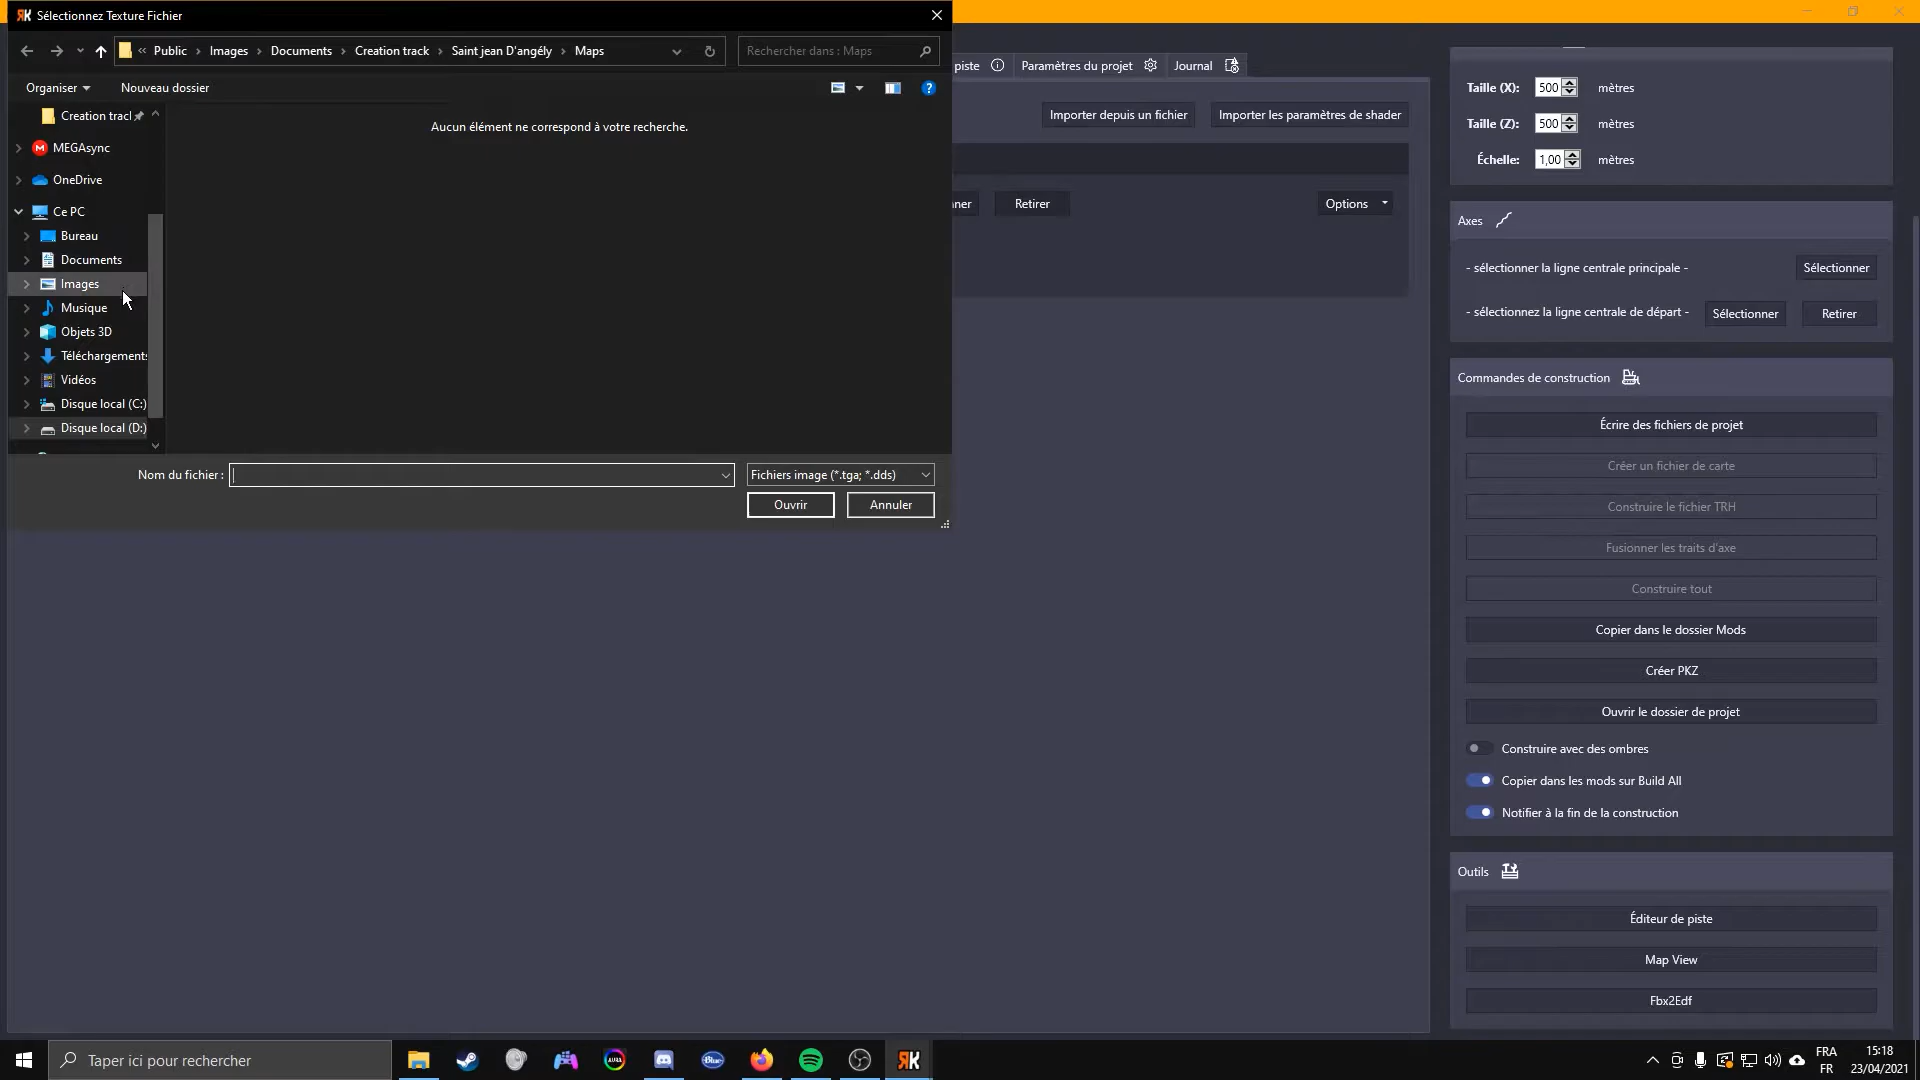 Sélectionnez Texture Fichier
« Public > Images > Documents > Creation track > Saint jean D'angély > Maps
Rechercher dans : Maps
Organiser
Nouveau dossier
Creation tracl
MEGAsync
OneDrive
Ce PC
Bureau
Documents
Images
Musique
Objets 3D
Téléchargements
Vidéos
Disque local (C:)
Disque local (D:)
Aucun élément ne correspond à votre recherche.
Nom du fichier :
Fichiers image (*.tga; *.dds)
Ouvrir
Annuler
piste
Paramètres du projet
Journal
Importer depuis un fichier
Importer les paramètres de shader
ner
Retirer
Options
Taille (X): 500 mètres
Taille (Z): 500 mètres
Échelle: 1,00 mètres
Axes
- sélectionner la ligne centrale principale -
Sélectionner
- sélectionnez la ligne centrale de départ -
Sélectionner
Retirer
Commandes de construction
Écrire des fichiers de projet
Créer un fichier de carte
Construire le fichier TRH
Fusionner les traits d'axe
Construire tout
Copier dans le dossier Mods
Créer PKZ
Ouvrir le dossier de projet
Construire avec des ombres
Copier dans les mods sur Build All
Notifier à la fin de la construction
Outils
Éditeur de piste
Map View
Fbx2Edf
Taper ici pour rechercher
AURA
Blue
FRA
FR
15:18
23/04/2021